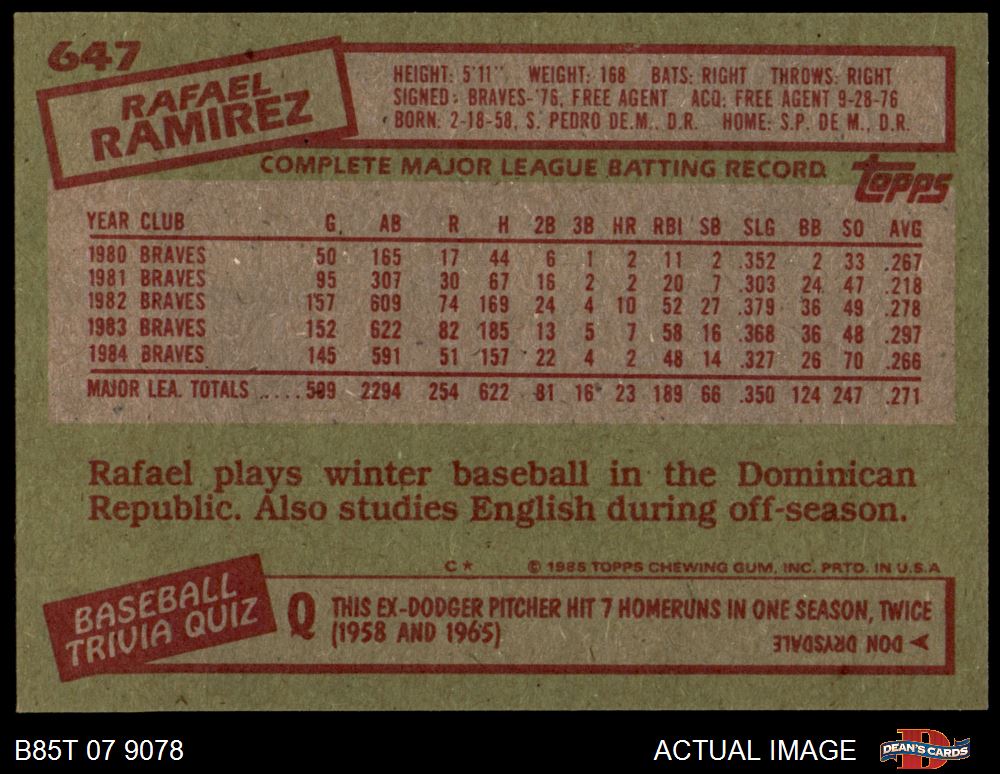 647
RAFAEL
RAMIREZ
HEIGHT: 5'11" WEIGHT: 168 BATS: RIGHT THROWS: RIGHT
SIGNED: BRAVES-'76, FREE AGENT ACQ: FREE AGENT 9-28-76
BORN: 2-18-58, S. PEDRO DE.M., D.R. HOME: S.P. DE M., D.R.
COMPLETE MAJOR LEAGUE BATTING RECORD
Topps
YEAR CLUB G. AB R H 2B 3B HR RBI SB SLG BB SO AVG
1980 BRAVES 50 165 17 44 6 1 2 11 2 .352 2 33 .267
1981 BRAVES 95 307 30 67 16 2 2 20 7 .303 24 47 .218
1982 BRAVES 157 609 74 169 24 4 10 52 27 .379 36 49 .278
1983 BRAVES 152 622 82 185 13 5 7 58 16 .368 36 48 .297
1984 BRAVES 145 591 51 157 22 4 2 48 14 .327 26 70 .266
MAJOR LEA. TOTALS .....599 2294 254 622 81 16 23 189 66 .350 124 247 .271
Rafael plays winter baseball in the Dominican
Republic. Also studies English during off-season.
C* © 1985 TOPPS CHEWING GUM, INC. PRTD. IN U.S.A
BASEBALL
TRIVIA QUIZ
Q THIS EX-DODGER PITCHER HIT 7 HOMERUNS IN ONE SEASON, TWICE
(1958 AND 1965)
DON DRYSDALE
B85T 07 9078
ACTUAL IMAGE
D
DEAN'S CARDS